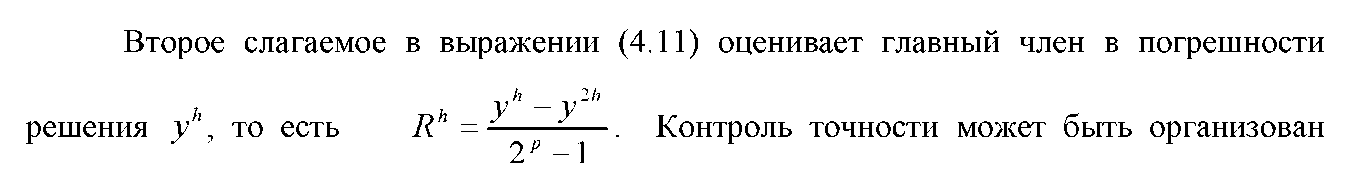 Второе слагаемое в выражении (4.11) оценивает главный член в погрешности
решения $y^h$, то есть $R^h = \frac{y^h - y^{2h}}{2^p - 1}$. Контроль точности может быть организован